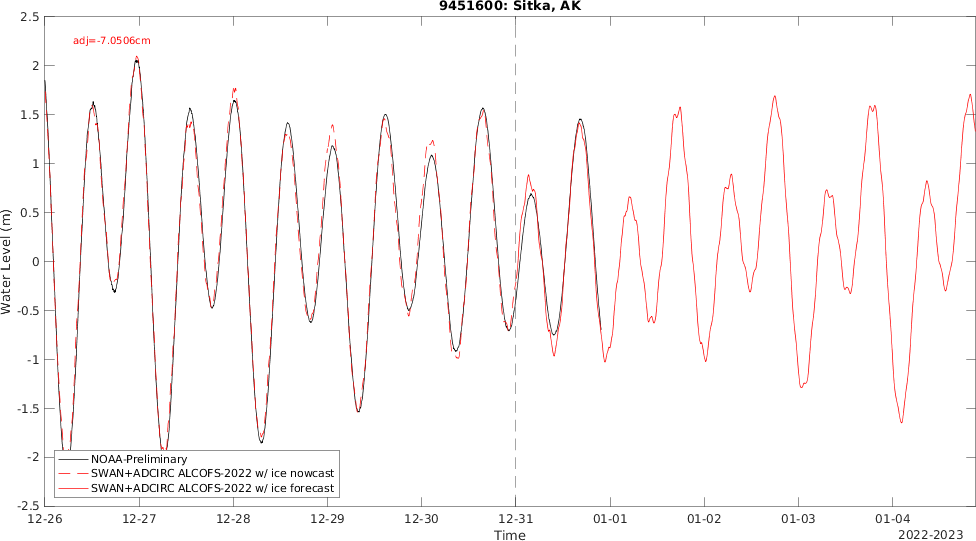 9451600: Sitka, AK
adj=-7.0506cm
2.5
2
1.5
1
0.5
0
-0.5
-1
-1.5
-2
-2.5
Water Level (m)
NOAA-Preliminary
SWAN+ADCIRC ALCOFS-2022 w/ ice nowcast
SWAN+ADCIRC ALCOFS-2022 w/ ice forecast
12-26 12-27 12-28 12-29 12-30 12-31 01-01 01-02 01-03 01-04
Time
2022-2023